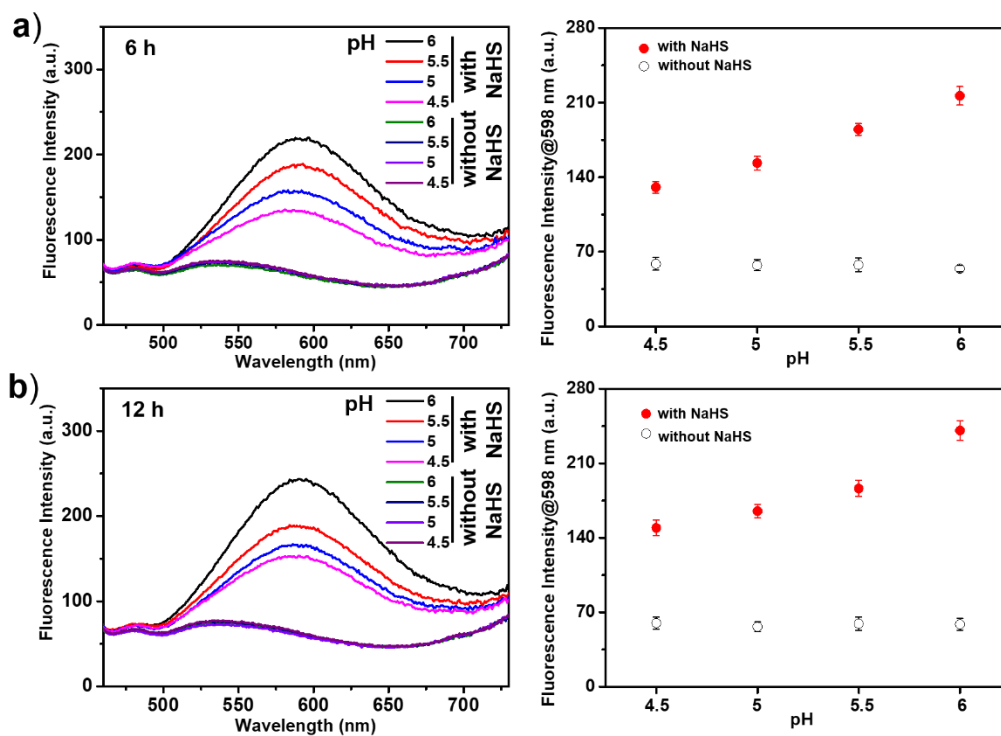 a)
6 h
pH
6
5.5
5
4.5
6
5.5
5
4.5
with
NaHS
without
NaHS
Fluorescence Intensity (a.u.)
300
200
100
0
500 550 600 650 700
Wavelength (nm)
with NaHS
without NaHS
Fluorescence Intensity@598 nm (a.u.)
280
210
140
70
0
4.5 5 5.5 6
pH
b)
12 h
pH
6
5.5
5
4.5
6
5.5
5
4.5
with
NaHS
without
NaHS
Fluorescence Intensity (a.u.)
300
200
100
0
500 550 600 650 700
Wavelength (nm)
with NaHS
without NaHS
Fluorescence Intensity@598 nm (a.u.)
280
210
140
70
0
4.5 5 5.5 6
pH